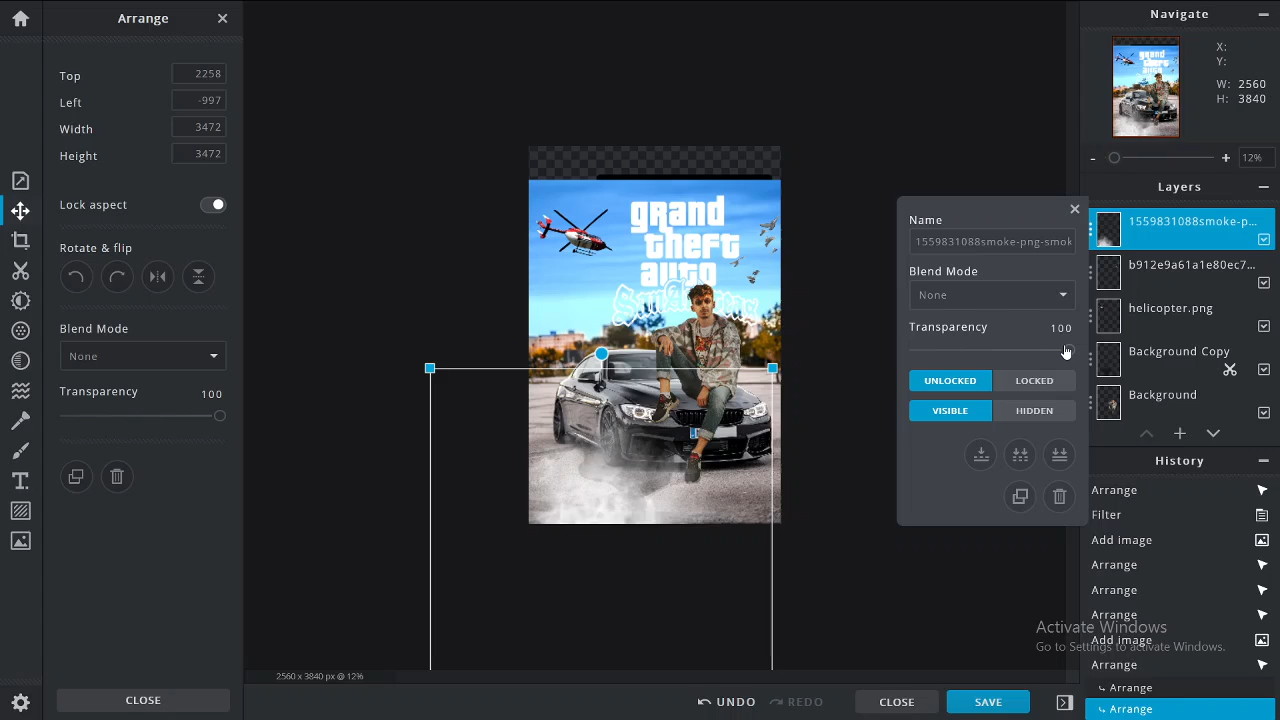 Arrange
Top 2258
Left -997
Width 3472
Height 3472
Lock aspect
Rotate & flip
Blend Mode
None
Transparency 100
CLOSE
grand
theft
auto
San Andreas
2560 x 3840 px @ 12%
UNDO
REDO
CLOSE
SAVE
Name
1559831088smoke-png-smok
Blend Mode
None
Transparency 100
UNLOCKED LOCKED
VISIBLE HIDDEN
Navigate
X:
Y:
W: 2560
H: 3840
12%
Layers
1559831088smoke-p...
b912e9a61a1e80ec7...
helicopter.png
Background Copy
Background
History
Arrange
Filter
Add image
Arrange
Arrange
Arrange
Add image
Arrange
Arrange
Arrange
Activate Windows
Go to Settings to activate Windows.